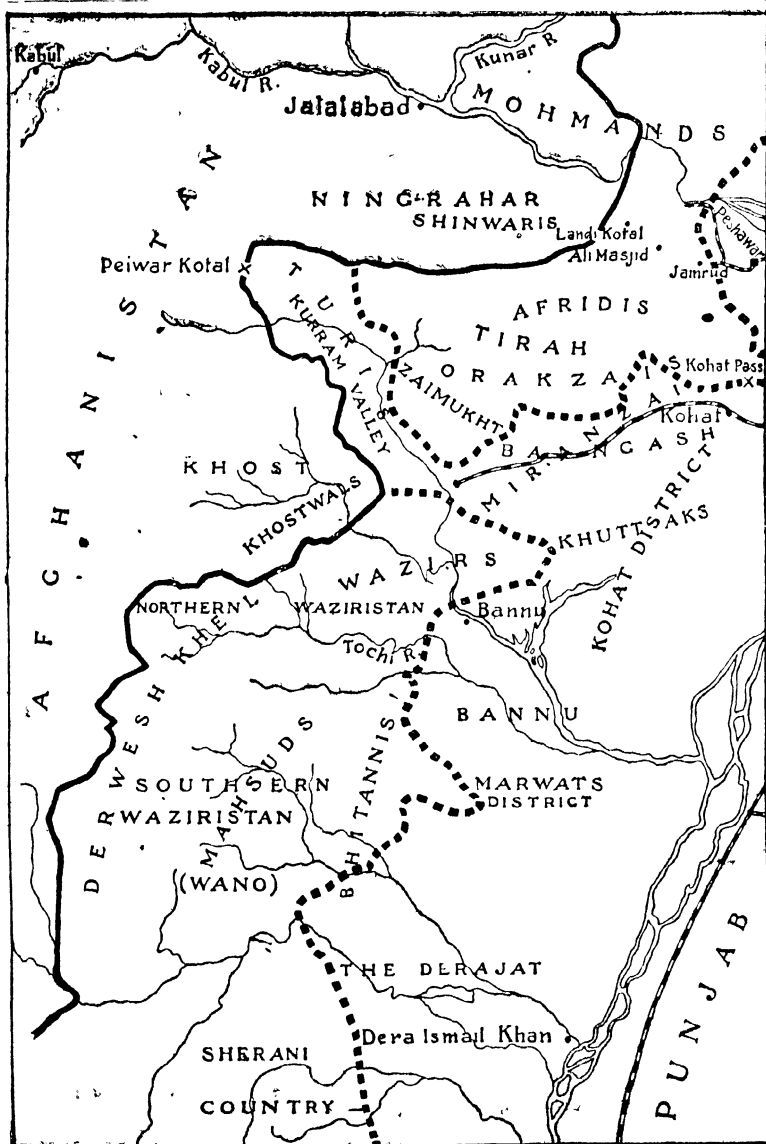 Kabul
Kabul R.
Kunar R
Jalalabad
MOHMANDS
NINGRAHAR
SHINWARIS
Landi Kotal
Ali Masjid
Peshawar
Jamrud
Peiwar Kotal
AFGHANISTAN
TURIS
KURRAM VALLEY
AFRIDIS
TIRAH
ORAKZAIS
Kohat Pass
ZAIMUKHT
Kohat
BANGASH
MIRANZAI
KHOST
KHOSTWALS
KHUTTAKS
KOHAT DISTRICT
WAZIRS
NORTHERN WAZIRISTAN
Bannu
Tochi R.
DERWESH KHEL
BANNU
MARWATS
DISTRICT
BHITANNIS
MAHSUDS
SOUTHERN
WAZIRISTAN
(WANO)
THE DERAJAT
Dera Ismail Khan
SHERANI
COUNTRY
PUNJAB